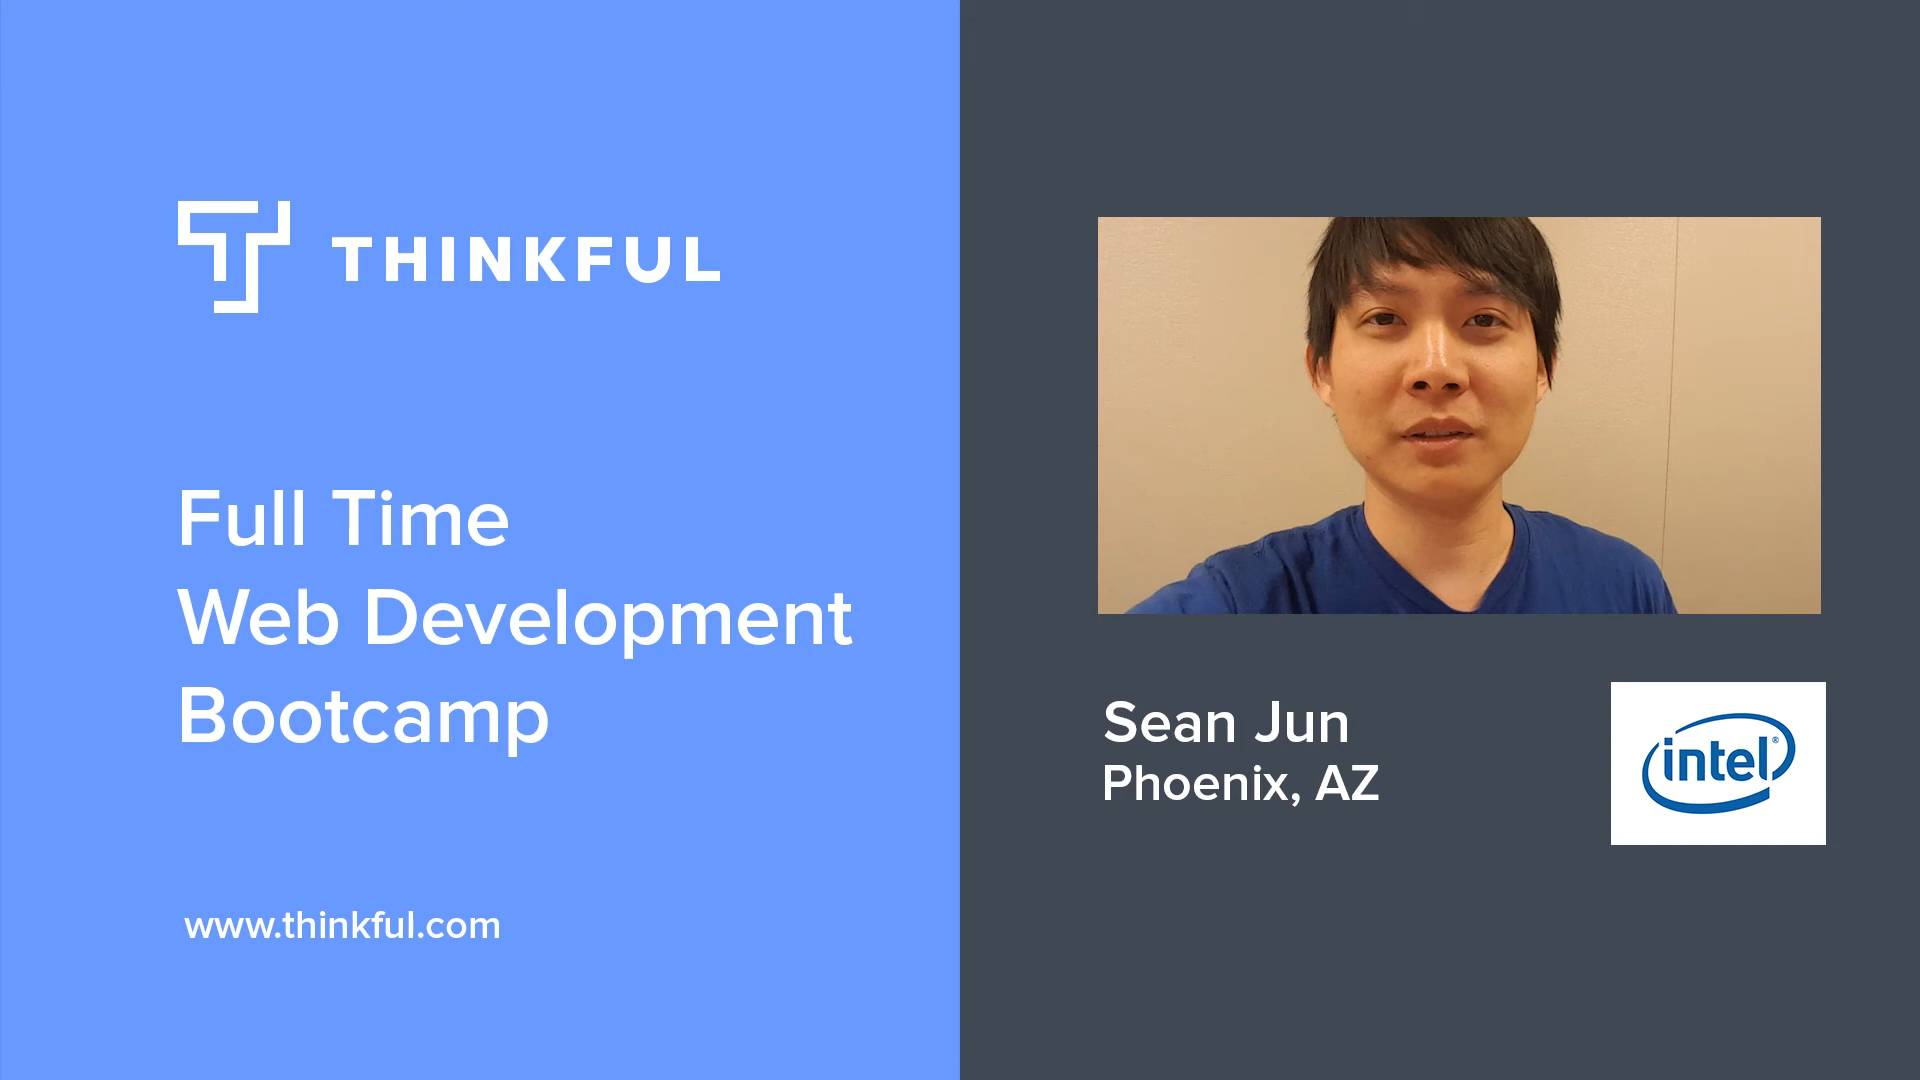 THINKFUL
Full Time
Web Development
Bootcamp
www.thinkful.com
Sean Jun
Phoenix, AZ
intel®